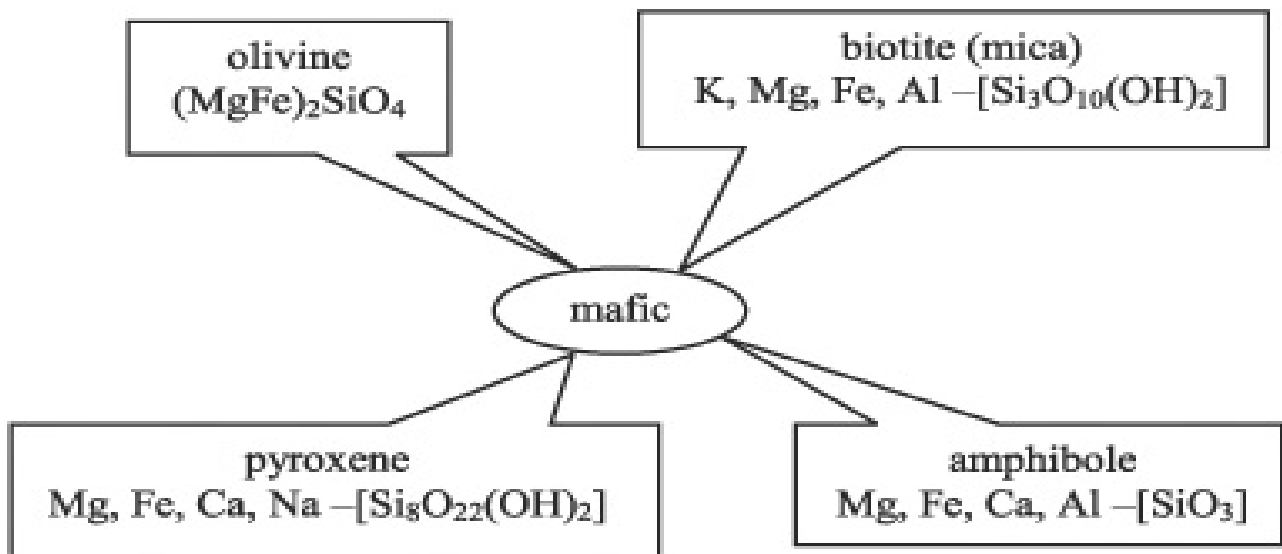 olivine
(MgFe)₂SiO₄
biotite (mica)
K, Mg, Fe, Al –[Si₃O₁₀(OH)₂]
mafic
pyroxene
Mg, Fe, Ca, Na –[Si₈O₂₂(OH)₂]
amphibole
Mg, Fe, Ca, Al –[SiO₃]